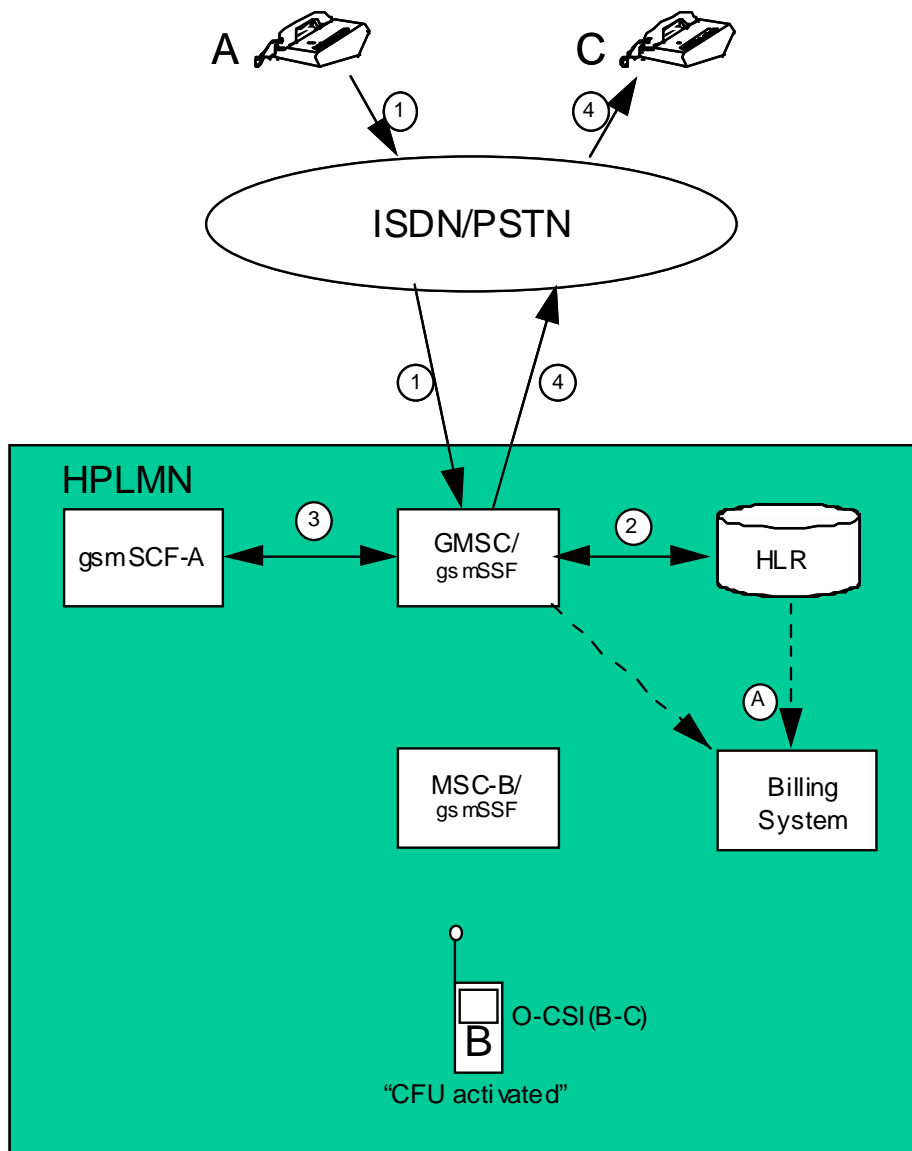 A
C
1
4
ISDN/PSTN
1
4
HPLMN
gsmSCF-A
3
GMSC/
gsmSSF
2
HLR
A
MSC-B/
gsmSSF
Billing
System
O-CSI(B-C)
B
“CFU activated”